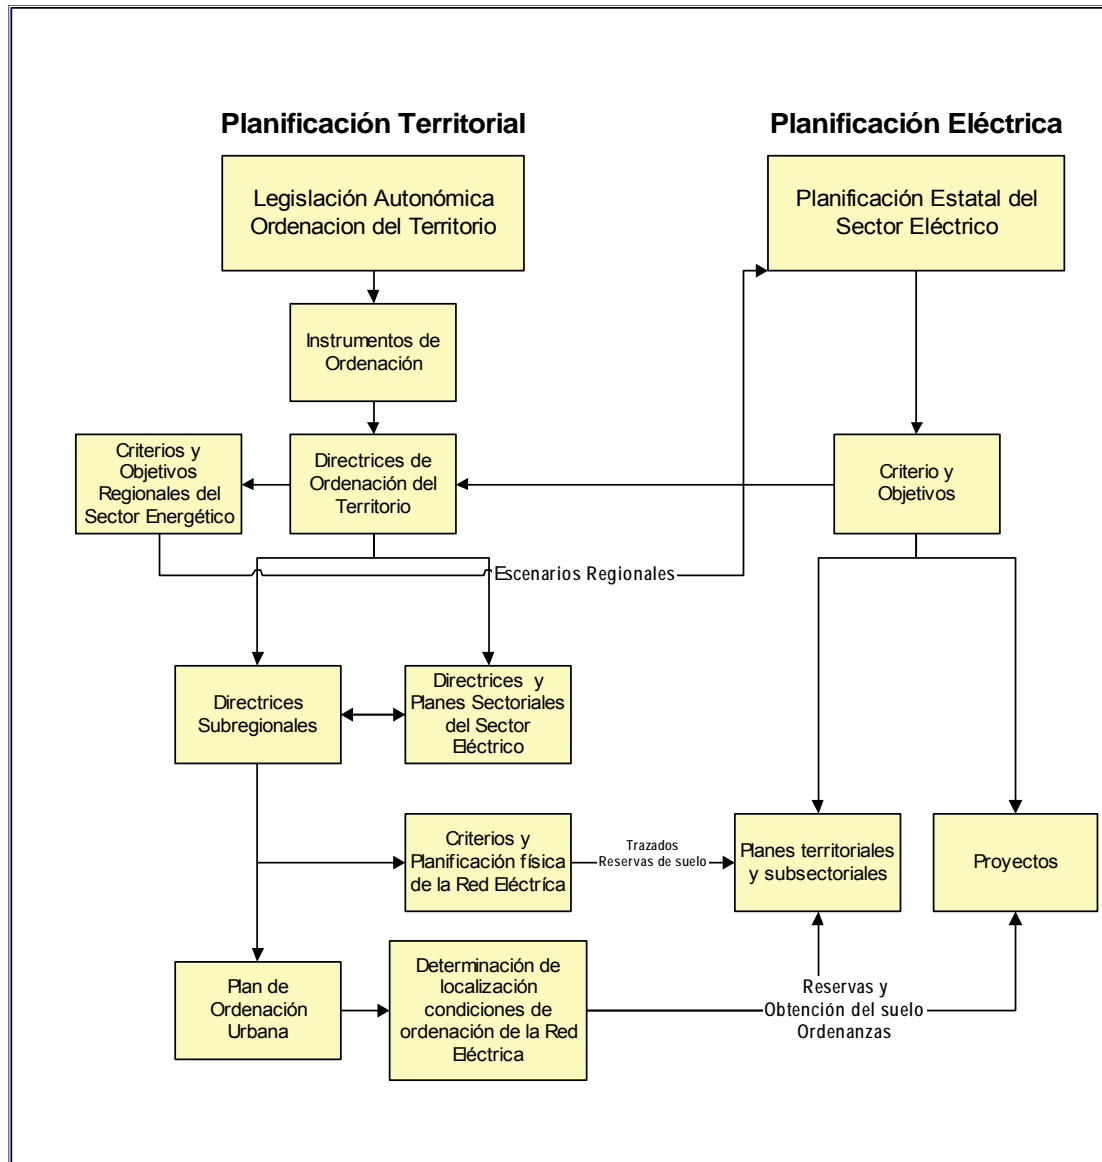 Planificación Territorial
Planificación Eléctrica
Legislación Autonómica
Ordenacion del Territorio
Planificación Estatal del
Sector Eléctrico
Instrumentos de
Ordenación
Criterios y
Objetivos
Regionales del
Sector Energético
Directrices de
Ordenación del
Territorio
Criterio y
Objetivos
Escenarios Regionales
Directrices
Subregionales
Directrices y
Planes Sectoriales
del Sector
Eléctrico
Criterios y
Planificación física
de la Red Eléctríca
Trazados
Reservas de suelo
Planes territoriales
y subsectoriales
Proyectos
Plan de
Ordenación
Urbana
Determinación de
localización
condiciones de
ordenación de la Red
Eléctrica
Reservas y
Obtención del suelo
Ordenanzas